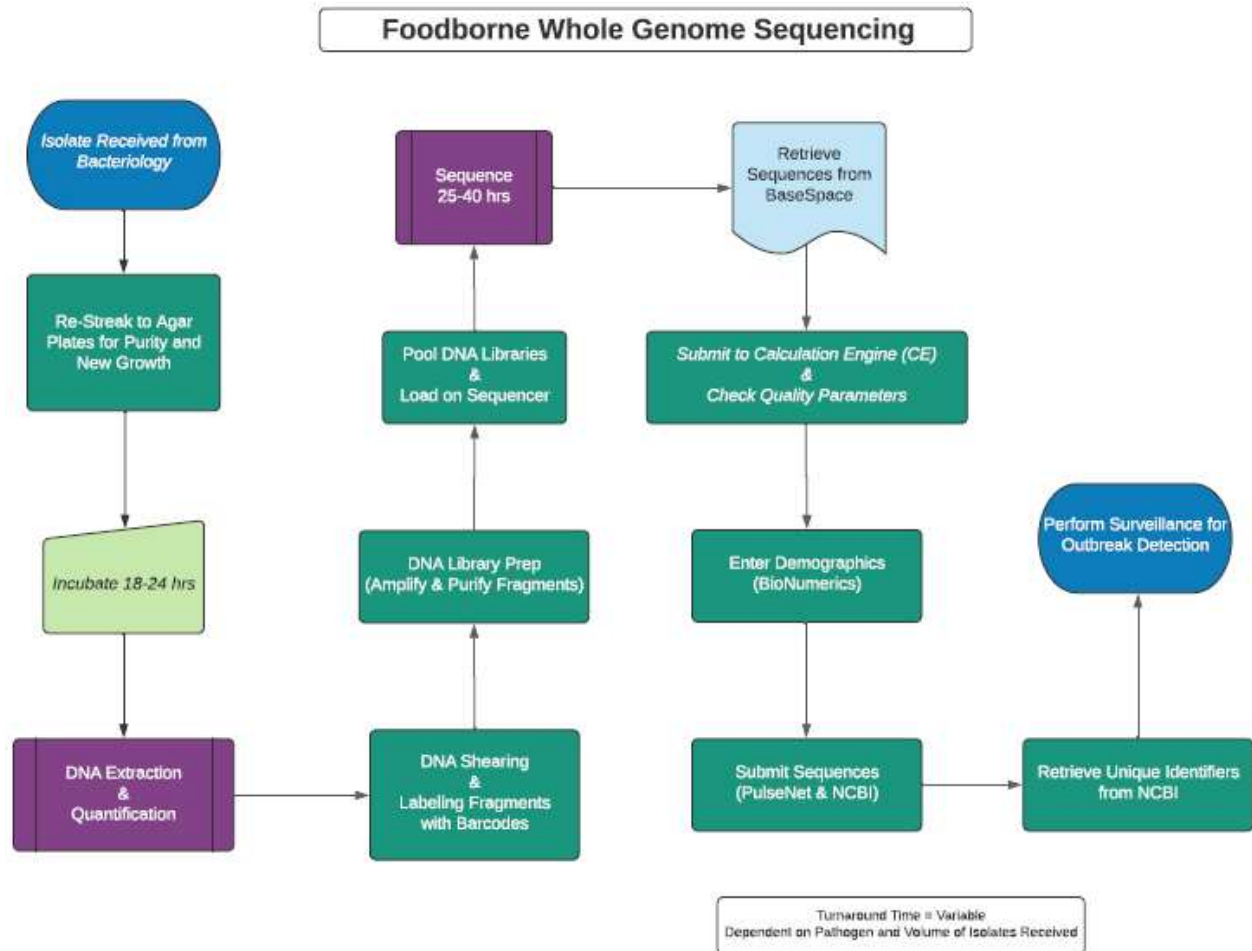 Foodborne Whole Genome Sequencing
Isolate Received from
Bacteriology
Re-Streak to Agar
Plates for Purity and
New Growth
Incubate 18-24 hrs
DNA Extraction
&
Quantification
DNA Shearing
&
Labeling Fragments
with Barcodes
DNA Library Prep
(Amplify & Purify Fragments)
Pool DNA Libraries
&
Load on Sequencer
Sequence
25-40 hrs
Retrieve
Sequences from
BaseSpace
Submit to Calculation Engine (CE)
&
Check Quality Parameters
Enter Demographics
(BioNumerics)
Submit Sequences
(PulseNet & NCBI)
Retrieve Unique Identifiers
from NCBI
Perform Surveillance for
Outbreak Detection
Turnaround Time = Variable
Dependent on Pathogen and Volume of Isolates Received